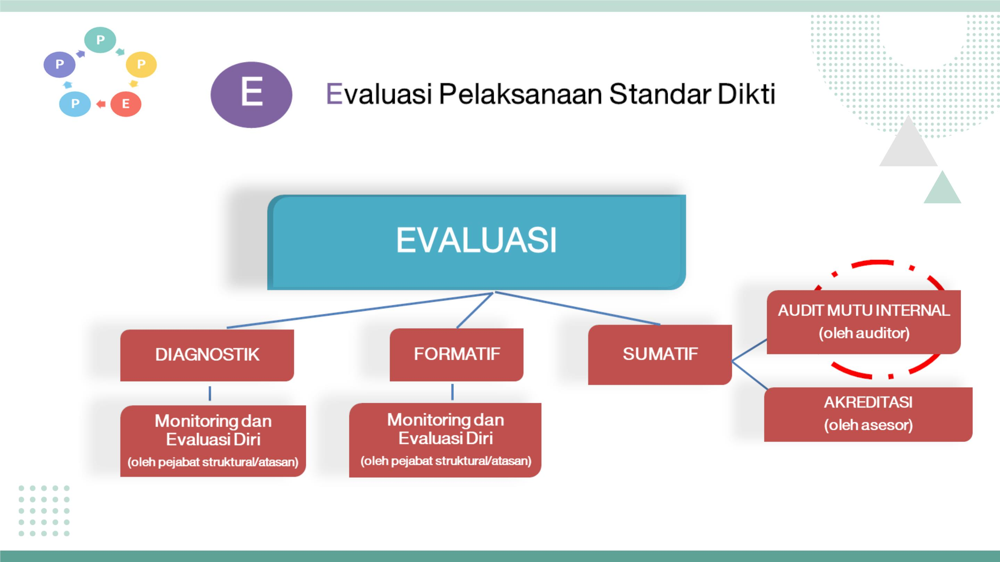 P
P
P
P
E
E
Evaluasi Pelaksanaan Standar Dikti
EVALUASI
DIAGNOSTIK
Monitoring dan
Evaluasi Diri
(oleh pejabat struktural/atasan)
FORMATIF
Monitoring dan
Evaluasi Diri
(oleh pejabat struktural/atasan)
SUMATIF
AUDIT MUTU INTERNAL
(oleh auditor)
AKREDITASI
(oleh asesor)